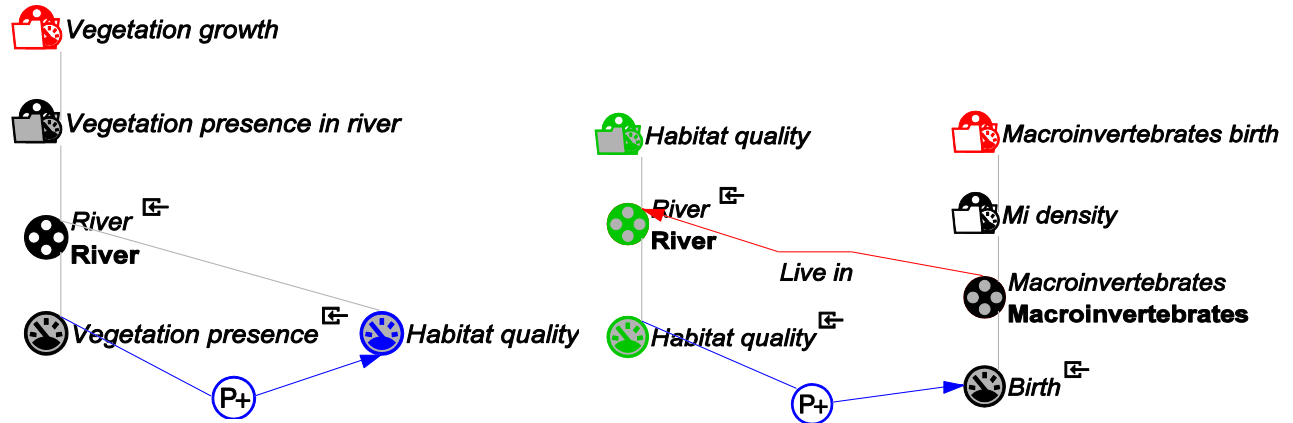 Vegetation growth
Vegetation presence in river
River
River
Vegetation presence
Habitat quality
P+
Habitat quality
River
River
Live in
Habitat quality
P+
Macroinvertebrates birth
Mi density
Macroinvertebrates
Macroinvertebrates
Birth